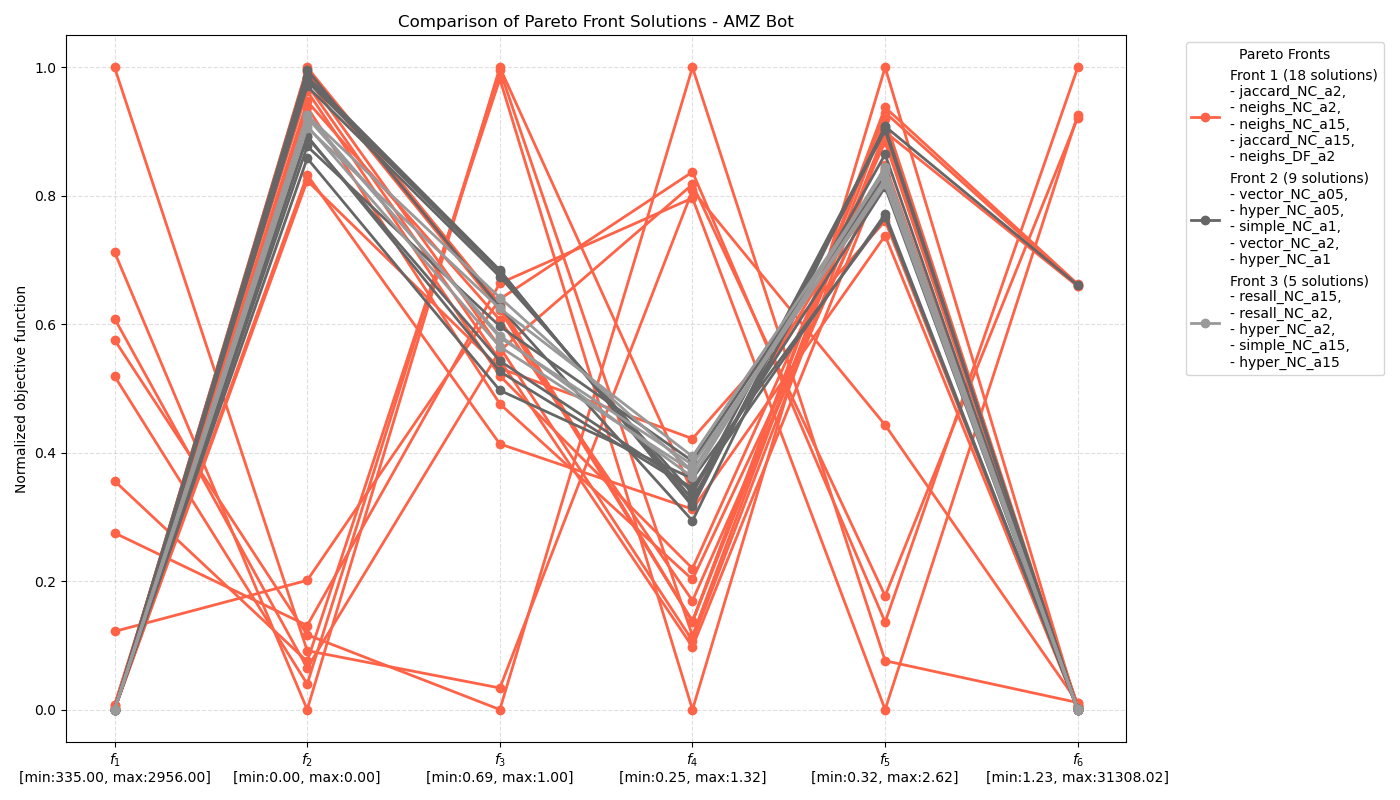 Comparison of Pareto Front Solutions - AMZ Bot
Normalized objective function
1.0
0.8
0.6
0.4
0.2
0.0
f1 f2 f3 f4 f5 f6
[min:335.00, max:2956.00] [min:0.00, max:0.00] [min:0.69, max:1.00] [min:0.25, max:1.32] [min:0.32, max:2.62] [min:1.23, max:31308.02]
Pareto Fronts
Front 1 (18 solutions)
- jaccard_NC_a2,
- neighs_NC_a2,
- neighs_NC_a15,
- jaccard_NC_a15,
- neighs_DF_a2
Front 2 (9 solutions)
- vector_NC_a05,
- hyper_NC_a05,
- simple_NC_a1,
- vector_NC_a2,
- hyper_NC_a1
Front 3 (5 solutions)
- resall_NC_a15,
- resall_NC_a2,
- hyper_NC_a2,
- simple_NC_a15,
- hyper_NC_a15